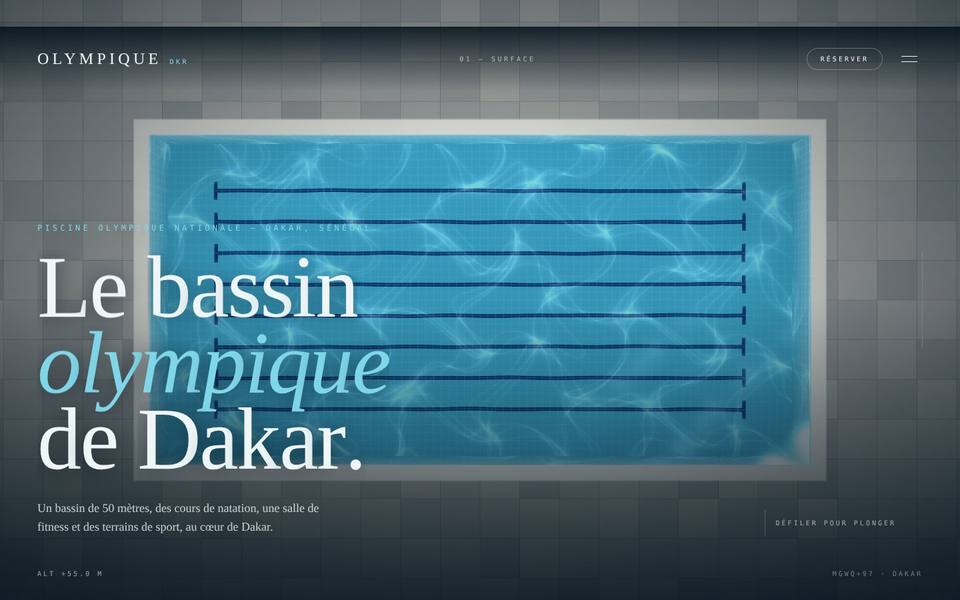 OLYMPIQUE DKR
01 — SURFACE
RÉSERVER
PISCINE OLYMPIQUE NATIONALE — DAKAR, SÉNÉGAL
Le bassin
olympique
de Dakar.
Un bassin de 50 mètres, des cours de natation, une salle de
fitness et des terrains de sport, au cœur de Dakar.
DÉFILER POUR PLONGER
ALT +55.0 M
MGWQ+97 · DAKAR